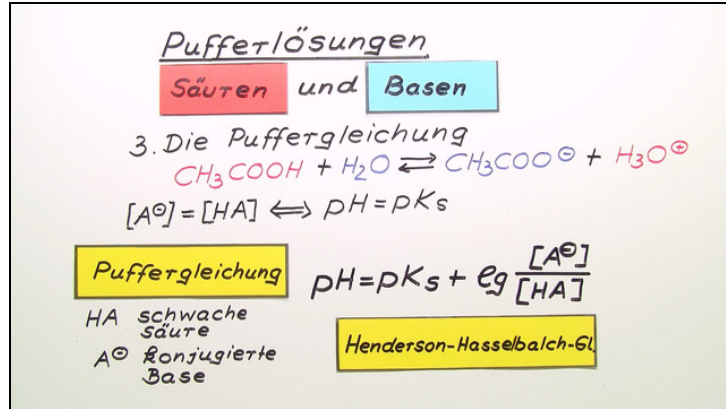 Pufferlösungen
Säuren und Basen
3. Die Puffergleichung
CH₃COOH + H₂O ⇄ CH₃COO⊖ + H₃O⊕
[A⊖] = [HA] ⟺ pH = pKs
Puffergleichung
pH = pKs + lg [A⊖]/[HA]
HA schwache
Säure
A⊖ konjugierte
Base
Henderson-Hasselbalch-Gl.